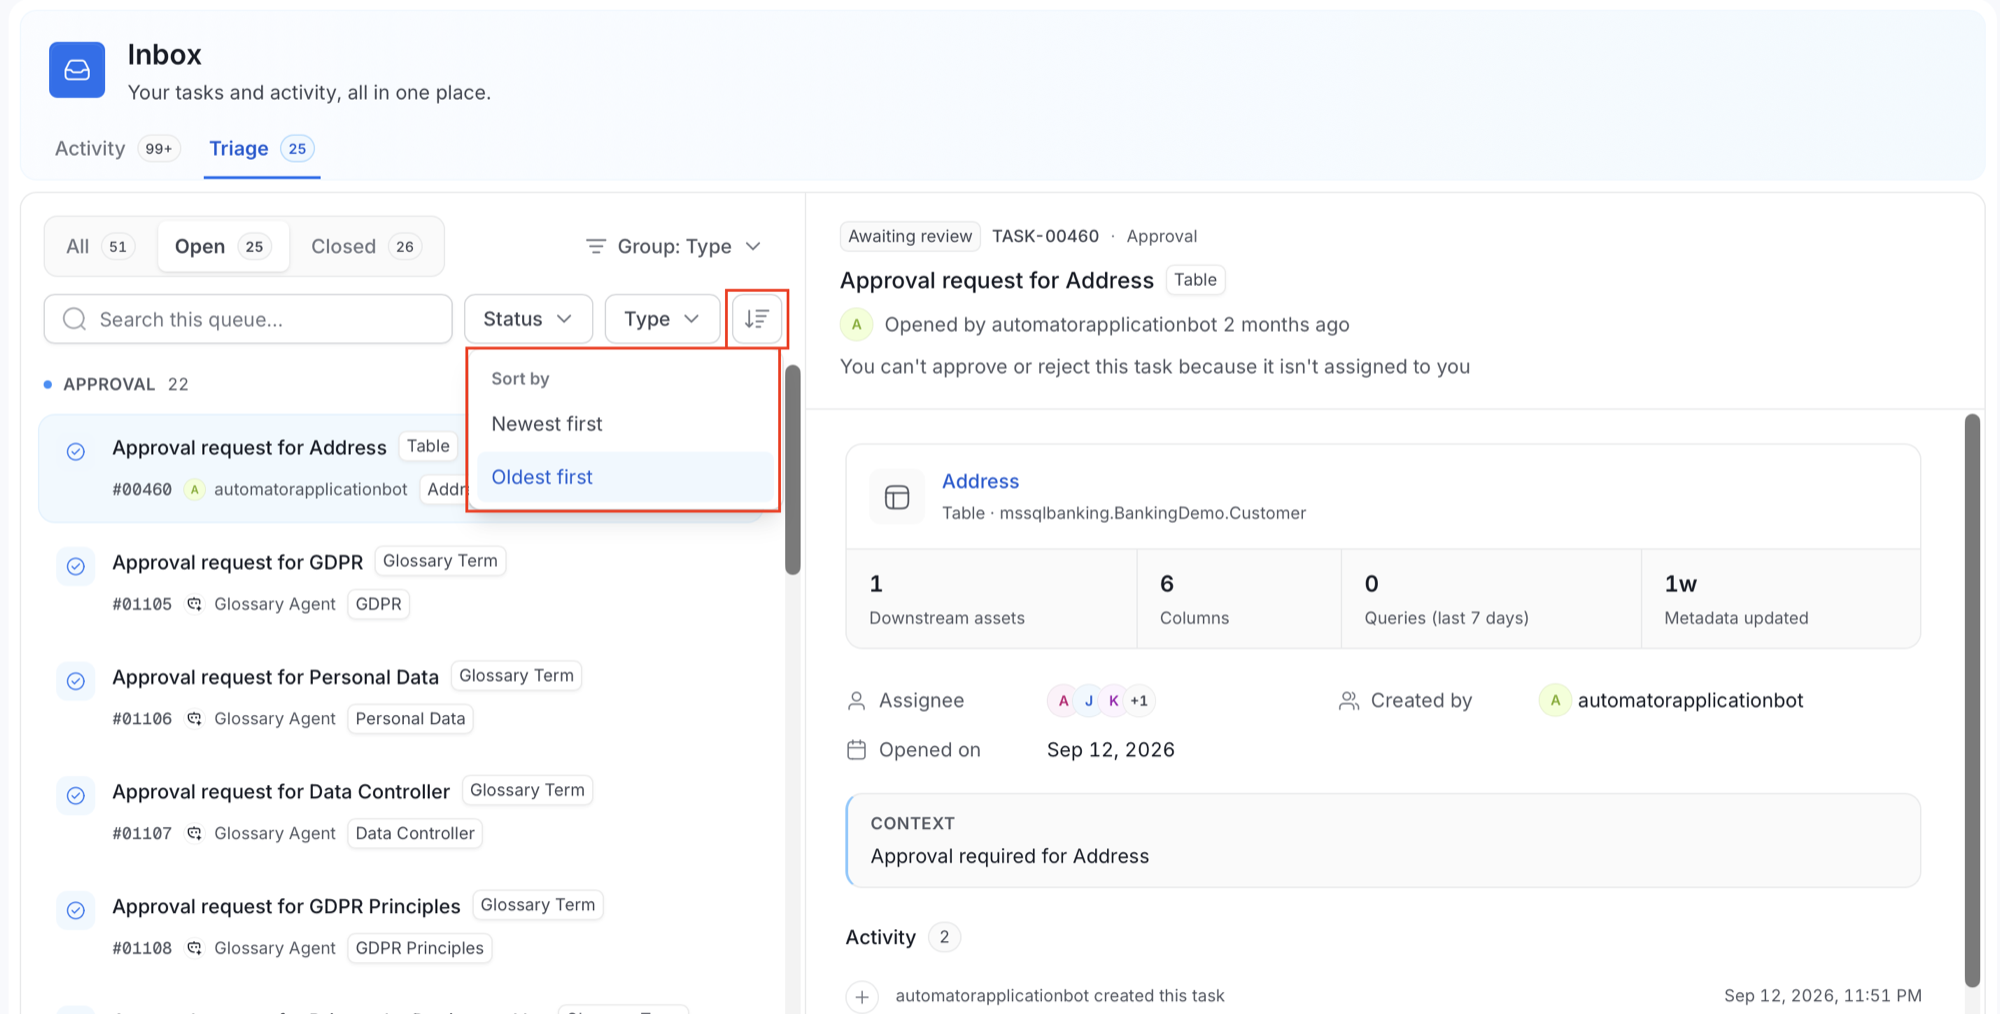 Inbox
Your tasks and activity, all in one place.
Activity 99+ Triage 25
All 51 Open 25 Closed 26 Group: Type
Search this queue... Status Type
Sort by
Newest first
Oldest first
APPROVAL 22
Approval request for Address Table
#00460 A automatorapplicationbot
Approval request for GDPR Glossary Term
#01105 Glossary Agent GDPR
Approval request for Personal Data Glossary Term
#01106 Glossary Agent Personal Data
Approval request for Data Controller Glossary Term
#01107 Glossary Agent Data Controller
Approval request for GDPR Principles Glossary Term
#01108 Glossary Agent GDPR Principles
Awaiting review TASK-00460 · Approval
Approval request for Address Table
A Opened by automatorapplicationbot 2 months ago
You can't approve or reject this task because it isn't assigned to you
Address
Table · mssqlbanking.BankingDemo.Customer
1 6 0 1w
Downstream assets Columns Queries (last 7 days) Metadata updated
Assignee A J K +1 Created by A automatorapplicationbot
Opened on Sep 12, 2026
CONTEXT
Approval required for Address
Activity 2
automatorapplicationbot created this task Sep 12, 2026, 11:51 PM